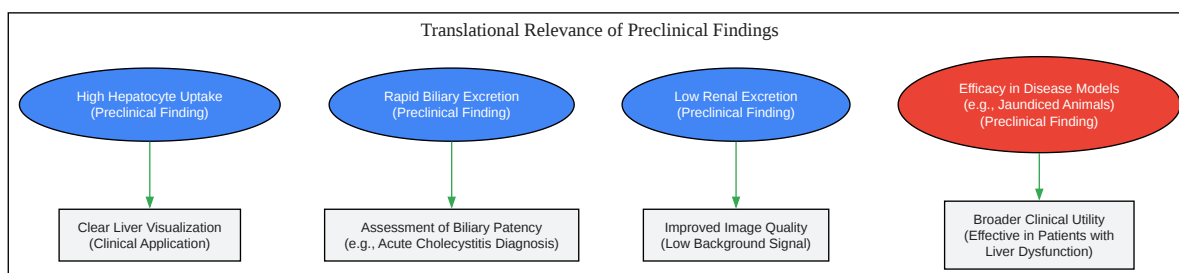 Translational Relevance of Preclinical Findings
High Hepatocyte Uptake
(Preclinical Finding)
Rapid Biliary Excretion
(Preclinical Finding)
Low Renal Excretion
(Preclinical Finding)
Efficacy in Disease Models
(e.g., Jaundiced Animals)
(Preclinical Finding)
Clear Liver Visualization
(Clinical Application)
Assessment of Biliary Patency
(e.g., Acute Cholecystitis Diagnosis)
Improved Image Quality
(Low Background Signal)
Broader Clinical Utility
(Effective in Patients with
Liver Dysfunction)